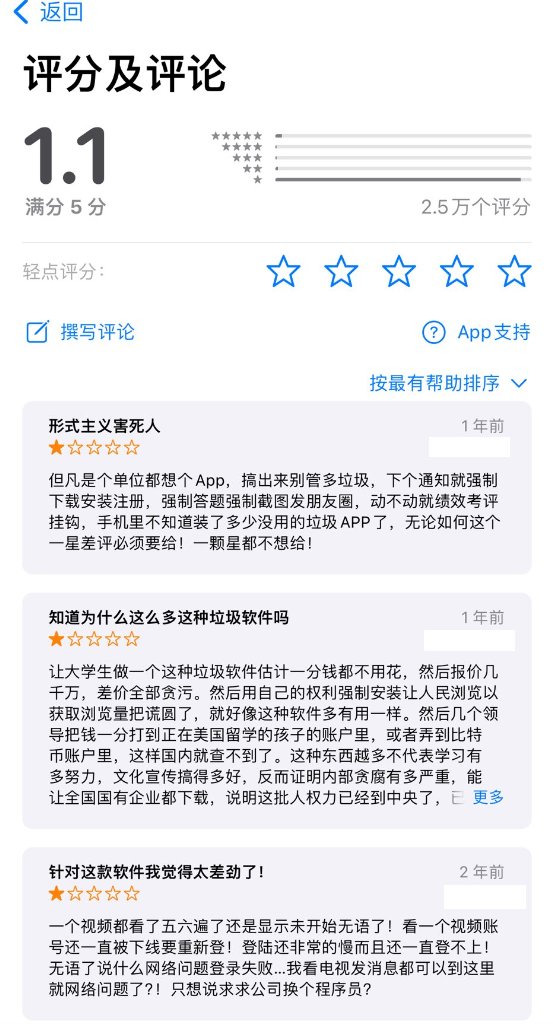 返回
评分及评论
1.1
满分 5 分
2.5万个评分
轻点评分：
撰写评论
App支持
按最有帮助排序
形式主义害死人
1 年前
但凡是个单位都想个App，搞出来别管多垃圾，下个通知就强制
下载安装注册，强制答题强制截图发朋友圈，动不动就绩效考评
挂钩，手机里不知道装了多少没用的垃圾APP了，无论如何这个
一星差评必须要给！一颗星都不想给！
知道为什么这么多这种垃圾软件吗
1 年前
让大学生做一个这种垃圾软件估计一分钱都不用花，然后报价几
千万，差价全部贪污。然后用自己的权利强制安装让人民浏览以
获取浏览量把谎圆了，就好像这种软件多有用一样。然后几个领
导把钱一分打到正在美国留学的孩子的账户里，或者弄到比特
币账户里，这样国内就查不到了。这种东西越多不代表学习有
多努力，文化宣传搞得多好，反而证明内部贪腐有多严重，能
让全国国有企业都下载，说明这批人权力已经到中央了，已 更多
针对这款软件我觉得太差劲了！
2 年前
一个视频都看了五六遍了还是显示未开始无语了！看一个视频账
号还一直被下线要重新登！登陆还非常的慢而且还一直登不上！
无语了说什么网络问题登录失败...我看电视发消息都可以到这里
就网络问题了?！只想说求求公司换个程序员？